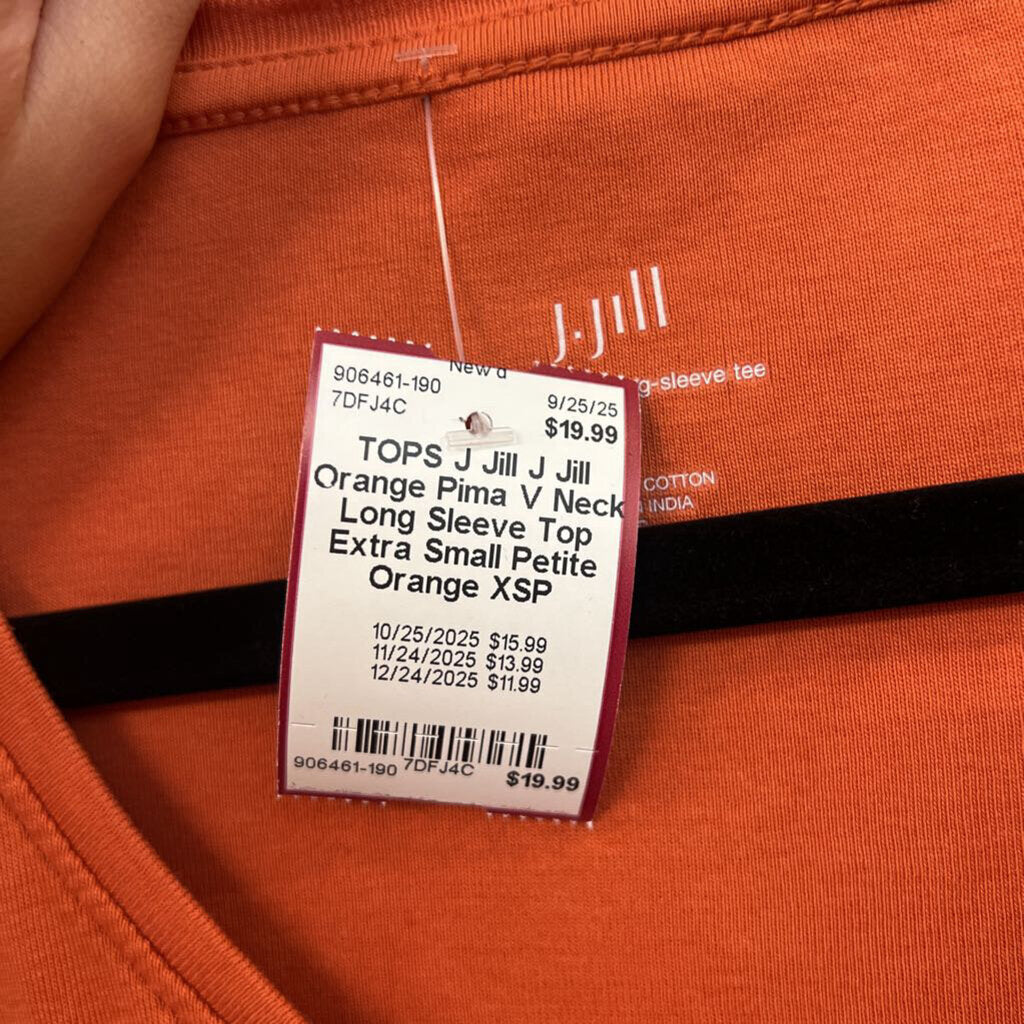 New
906461-190
7DFJ4C
9/25/25
$19.99
TOPS J Jill J Jill
Orange Pima V Neck
Long Sleeve Top
Extra Small Petite
Orange XSP
10/25/2025 $15.99
11/24/2025 $13.99
12/24/2025 $11.99
906461-190 7DFJ4C $19.99
J.Jill
g-sleeve tee
COTTON
INDIA